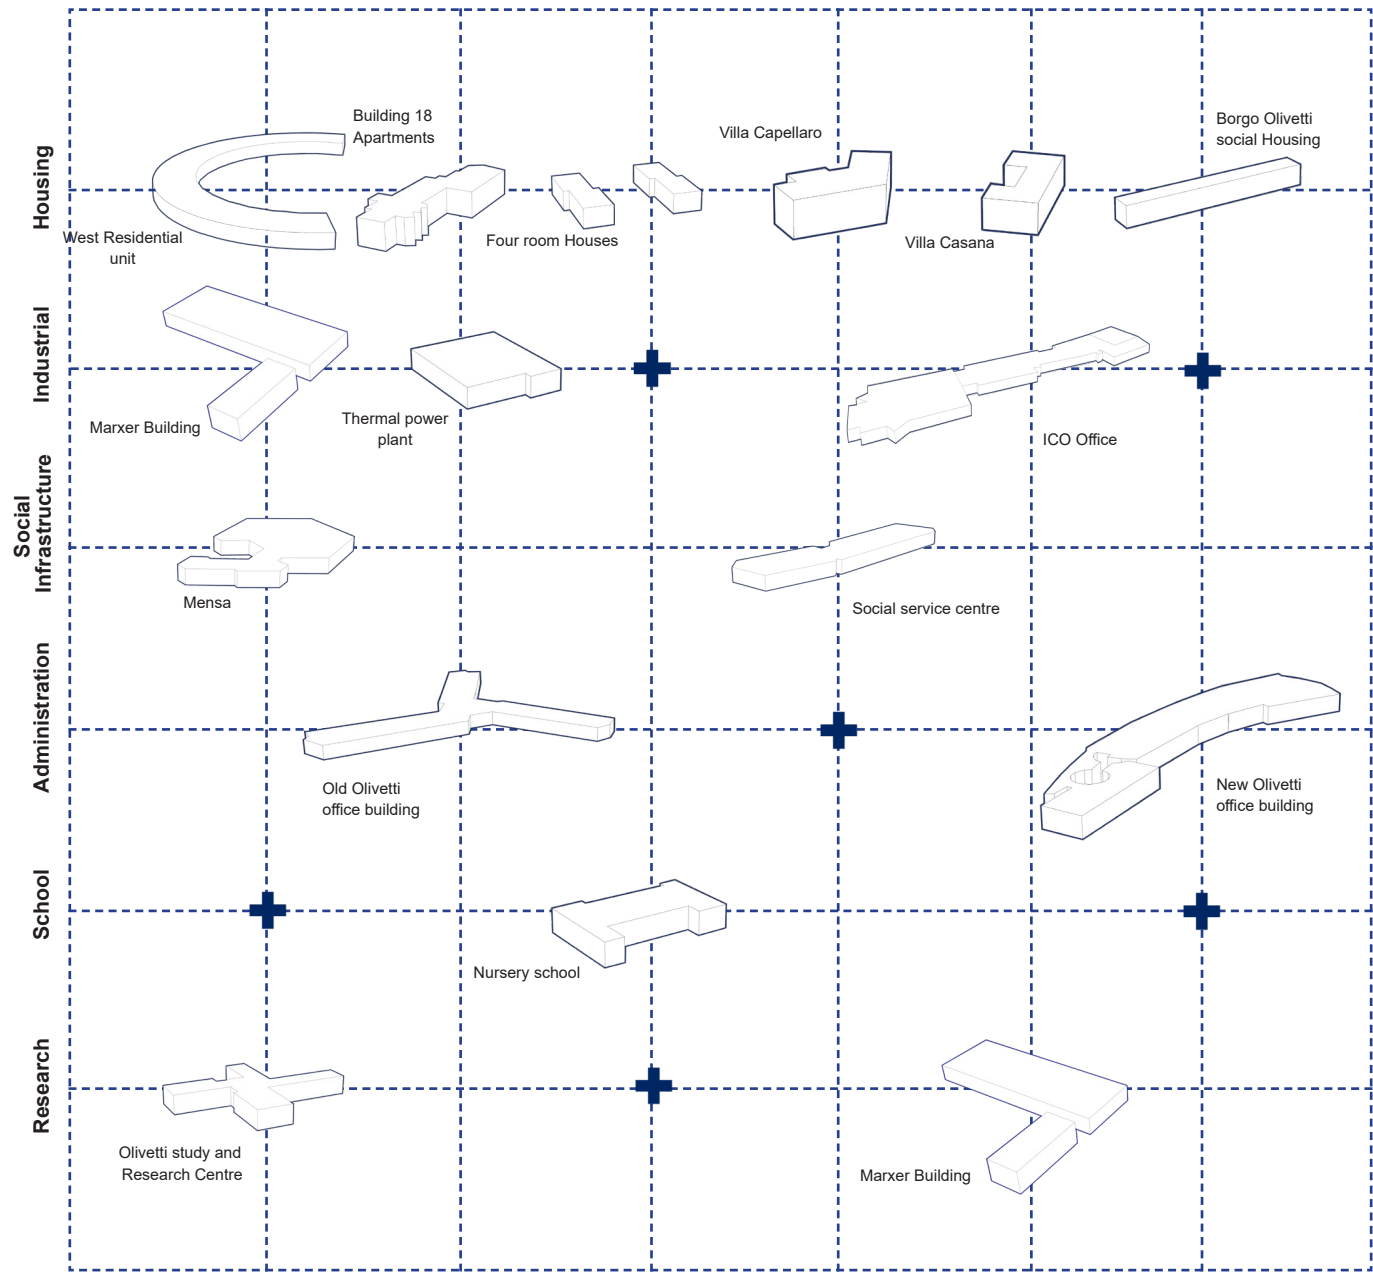 Housing
Building 18
Apartments
Villa Capellaro
Borgo Olivetti
social Housing
West Residential
unit
Four room Houses
Villa Casana
Industrial
Marxer Building
Thermal power
plant
ICO Office
Social
Infrastructure
Mensa
Social service centre
Administration
Old Olivetti
office building
New Olivetti
office building
School
Nursery school
Research
Olivetti study and
Research Centre
Marxer Building